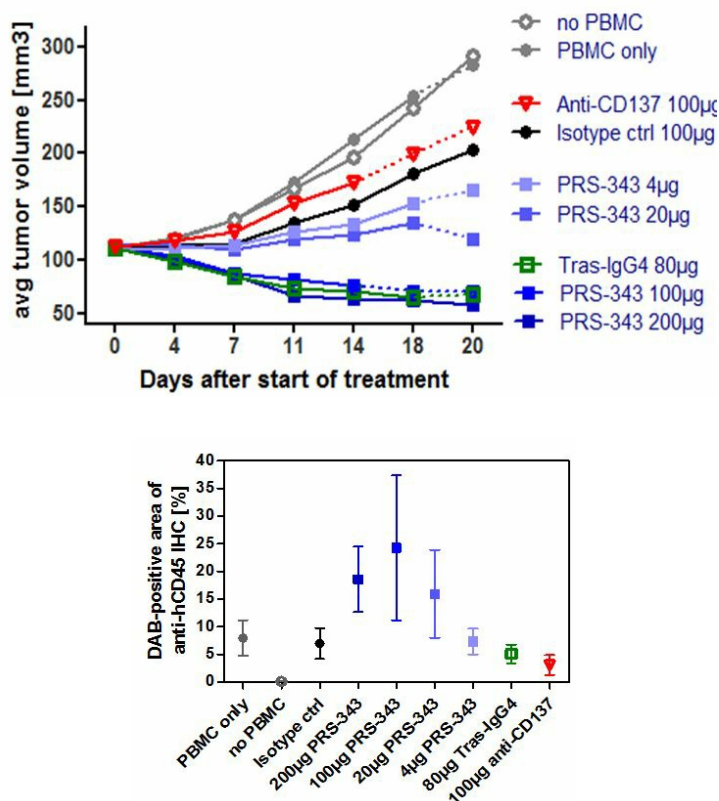 avg tumor volume [mm3]
300
250
200
150
100
50
0 4 7 11 14 18 20
Days after start of treatment
no PBMC
PBMC only
Anti-CD137 100µg
Isotype ctrl 100µg
PRS-343 4µg
PRS-343 20µg
Tras-IgG4 80µg
PRS-343 100µg
PRS-343 200µg
DAB-positive area of
anti-hCD45 IHC [%]
40
35
30
25
20
15
10
5
0
PBMC only
no PBMC
Isotype ctrl
200µg PRS-343
100µg PRS-343
20µg PRS-343
4µg PRS-343
80µg Tras-IgG4
100µg anti-CD137